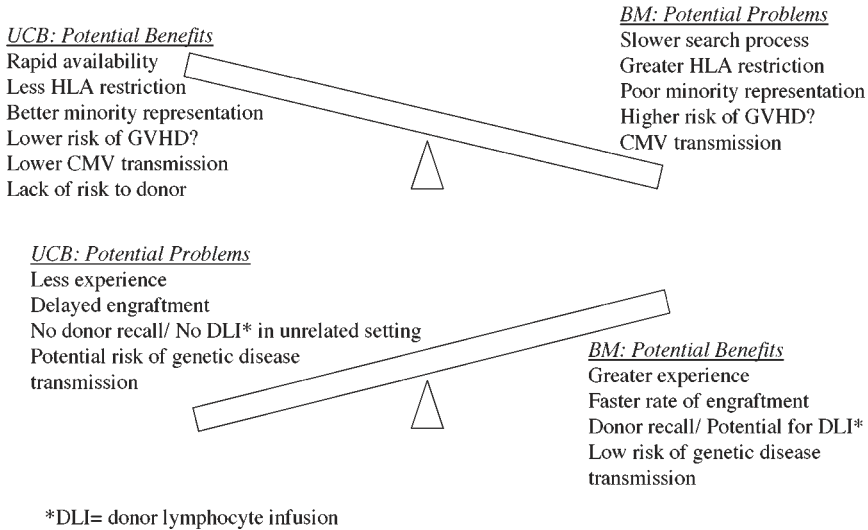 UCB: Potential Benefits
Rapid availability
Less HLA restriction
Better minority representation
Lower risk of GVHD?
Lower CMV transmission
Lack of risk to donor
BM: Potential Problems
Slower search process
Greater HLA restriction
Poor minority representation
Higher risk of GVHD?
CMV transmission
UCB: Potential Problems
Less experience
Delayed engraftment
No donor recall/ No DLI* in unrelated setting
Potential risk of genetic disease
transmission
BM: Potential Benefits
Greater experience
Faster rate of engraftment
Donor recall/ Potential for DLI*
Low risk of genetic disease
transmission
*DLI= donor lymphocyte infusion